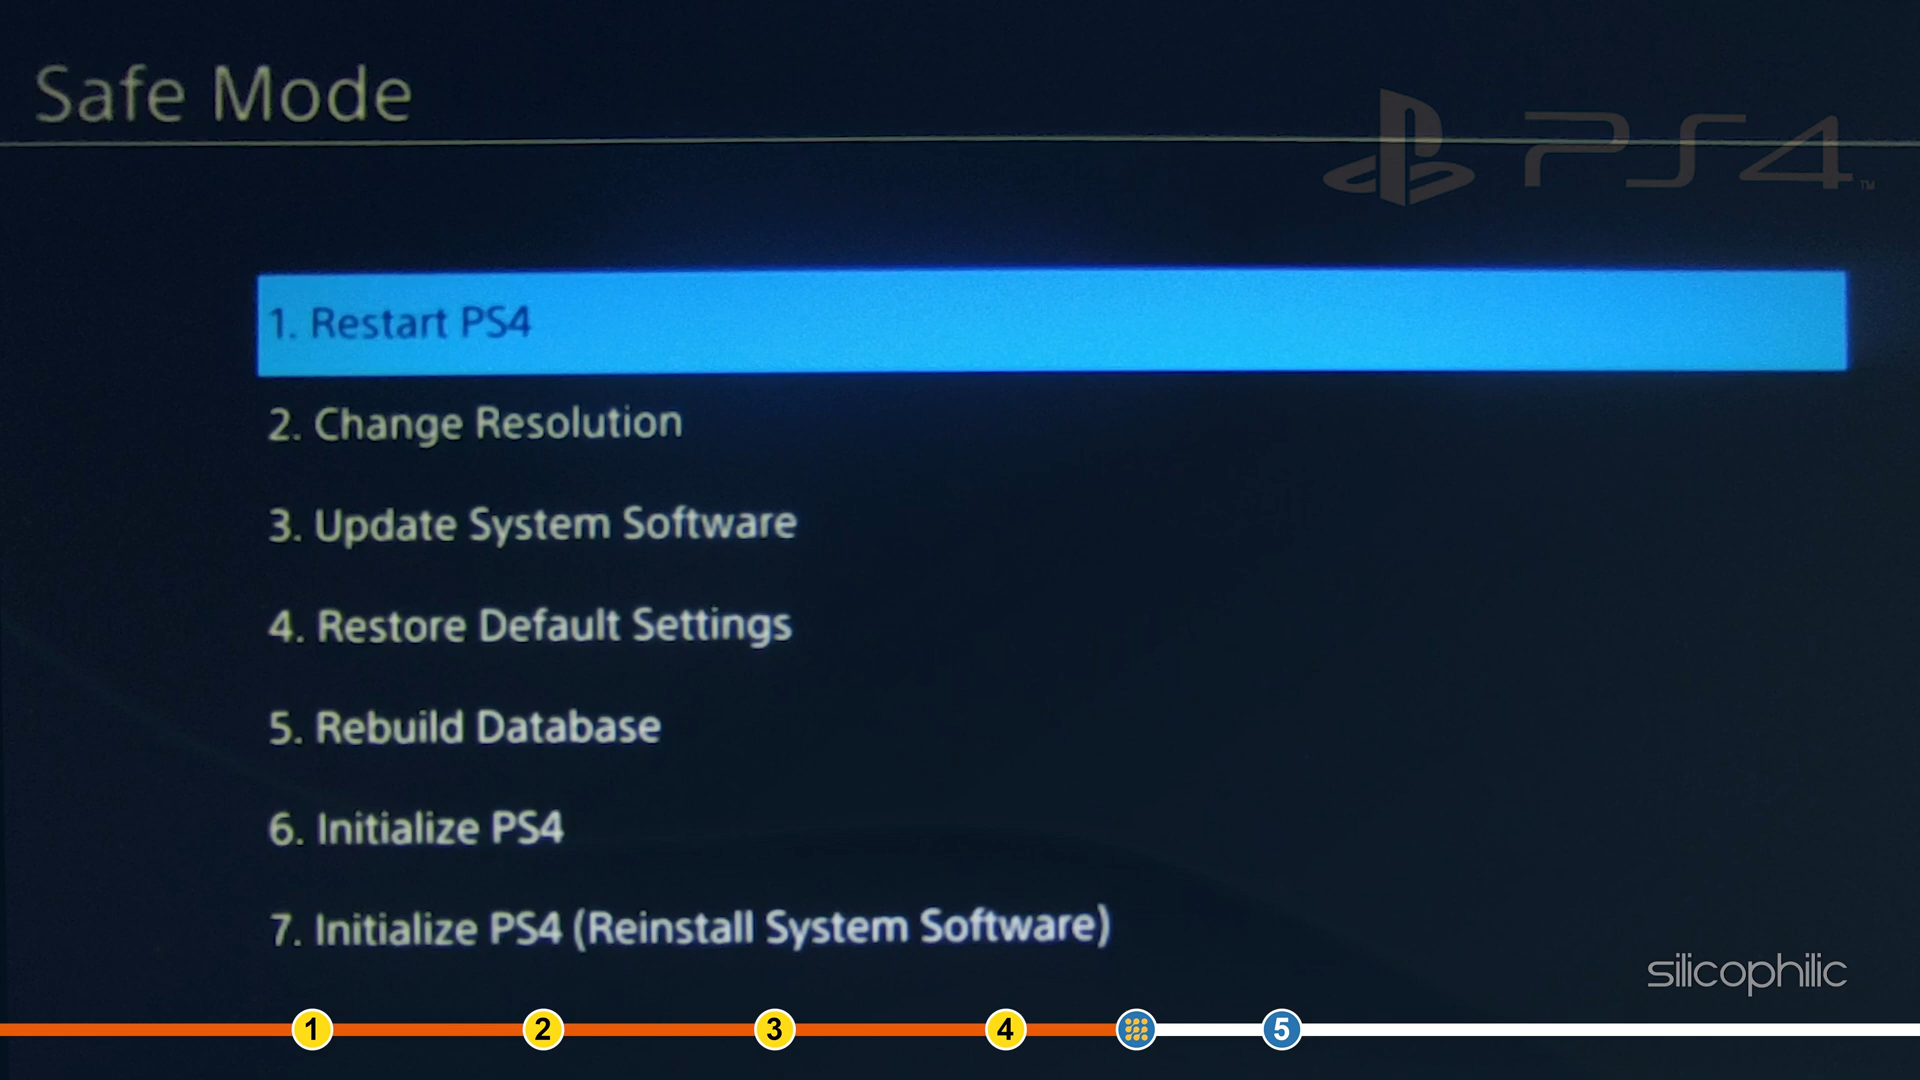 Safe Mode
PS4™
1. Restart PS4
2. Change Resolution
3. Update System Software
4. Restore Default Settings
5. Rebuild Database
6. Initialize PS4
7. Initialize PS4 (Reinstall System Software)
silicophilic
1 2 3 4 5